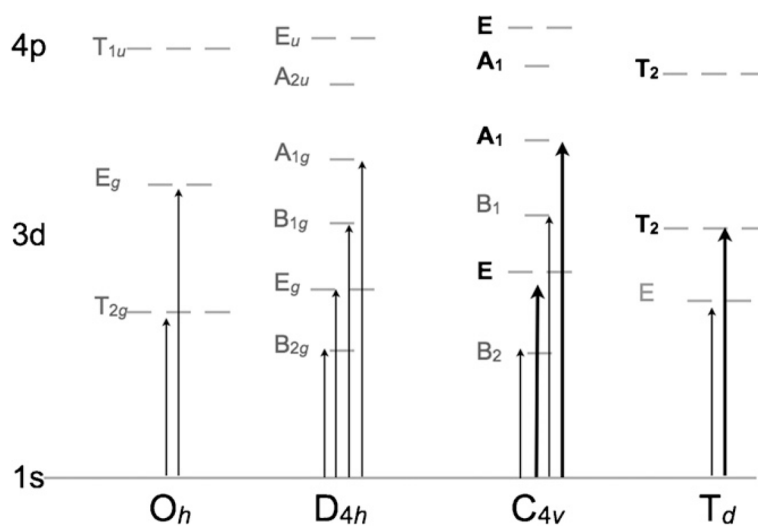 4p T1u Eu E A1 T2
A2u
A1g A1
Eg B1g B1 T2
3d
T2g Eg E E
B2g B2
1s
Oh D4h C4v Td